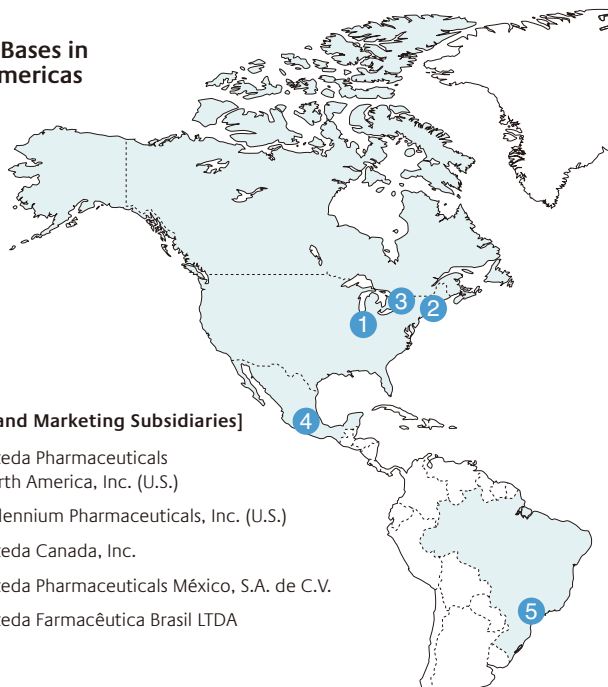 Bases in
mericas
1
3
2
4
and Marketing Subsidiaries]
eda Pharmaceuticals
rth America, Inc. (U.S.)
lennium Pharmaceuticals, Inc. (U.S.)
eda Canada, Inc.
eda Pharmaceuticals México, S.A. de C.V.
eda Farmacêutica Brasil LTDA
5